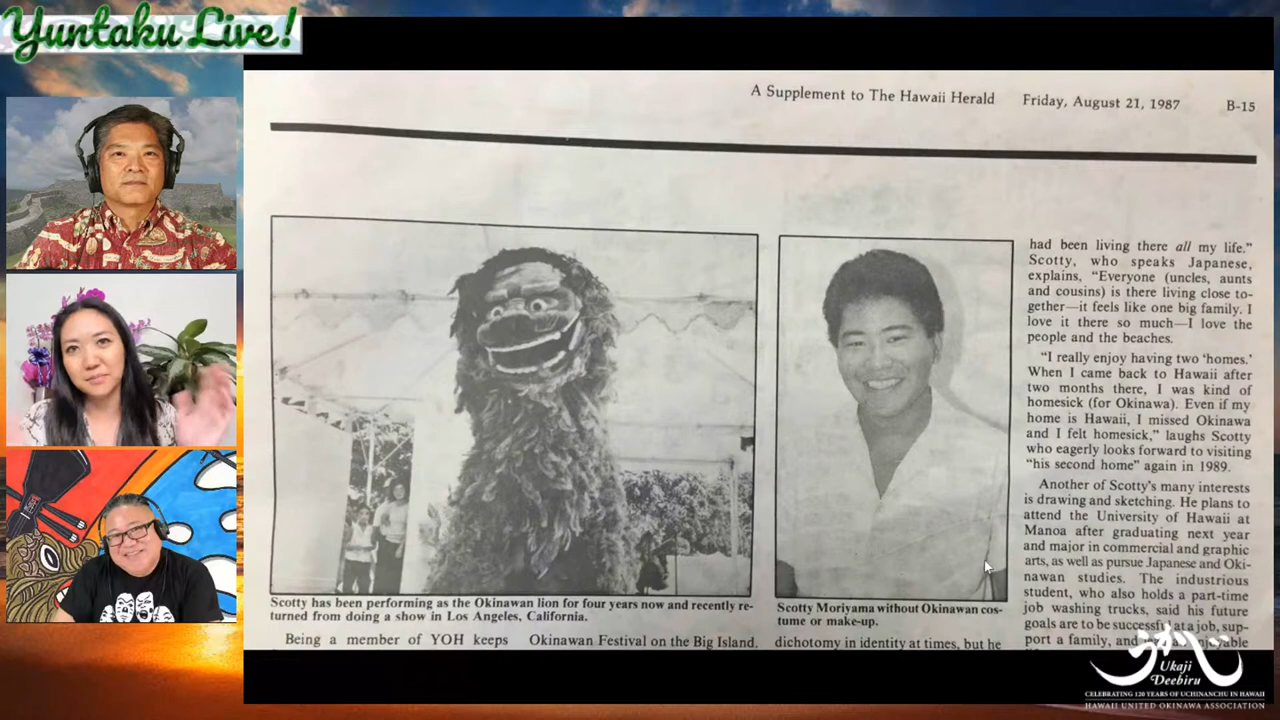 Yuntaku Live!
A Supplement to The Hawaii Herald Friday, August 21, 1987 B-15
Scotty has been performing as the Okinawan lion for four years now and recently re-
turned from doing a show in Los Angeles, California.
Being a member of YOH keeps Okinawan Festival on the Big Island,
Scotty Moriyama without Okinawan cos-
tume or make-up.
dichotomy in identity at times, but he
had been living there all my life."
Scotty, who speaks Japanese,
explains, "Everyone (uncles, aunts
and cousins) is there living close to-
gether—it feels like one big family. I
love it there so much—I love the
people and the beaches.
"I really enjoy having two 'homes.'
When I came back to Hawaii after
two months there, I was kind of
homesick (for Okinawa). Even if my
home is Hawaii, I missed Okinawa
and I felt homesick," laughs Scotty
who eagerly looks forward to visiting
"his second home" again in 1989.
Another of Scotty's many interests
is drawing and sketching. He plans to
attend the University of Hawaii at
Manoa after graduating next year
and major in commercial and graphic
arts, as well as pursue Japanese and Oki-
nawan studies. The industrious
student, who also holds a part-time
job washing trucks, said his future
goals are to be successful at a job, sup-
port a family, and
うかじ
Ukaji
Deebiru
CELEBRATING 120 YEARS OF UCHINANCHU IN HAWAII
HAWAII UNITED OKINAWA ASSOCIATION